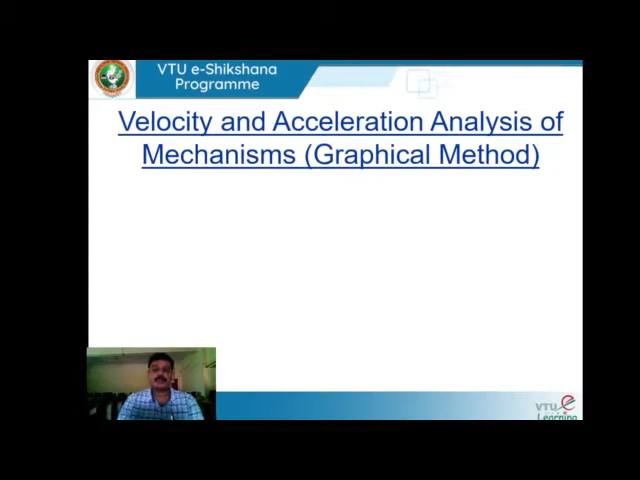 VTU e-Shikshana
Programme
Velocity and Acceleration Analysis of
Mechanisms (Graphical Method)
VTU e
Learning